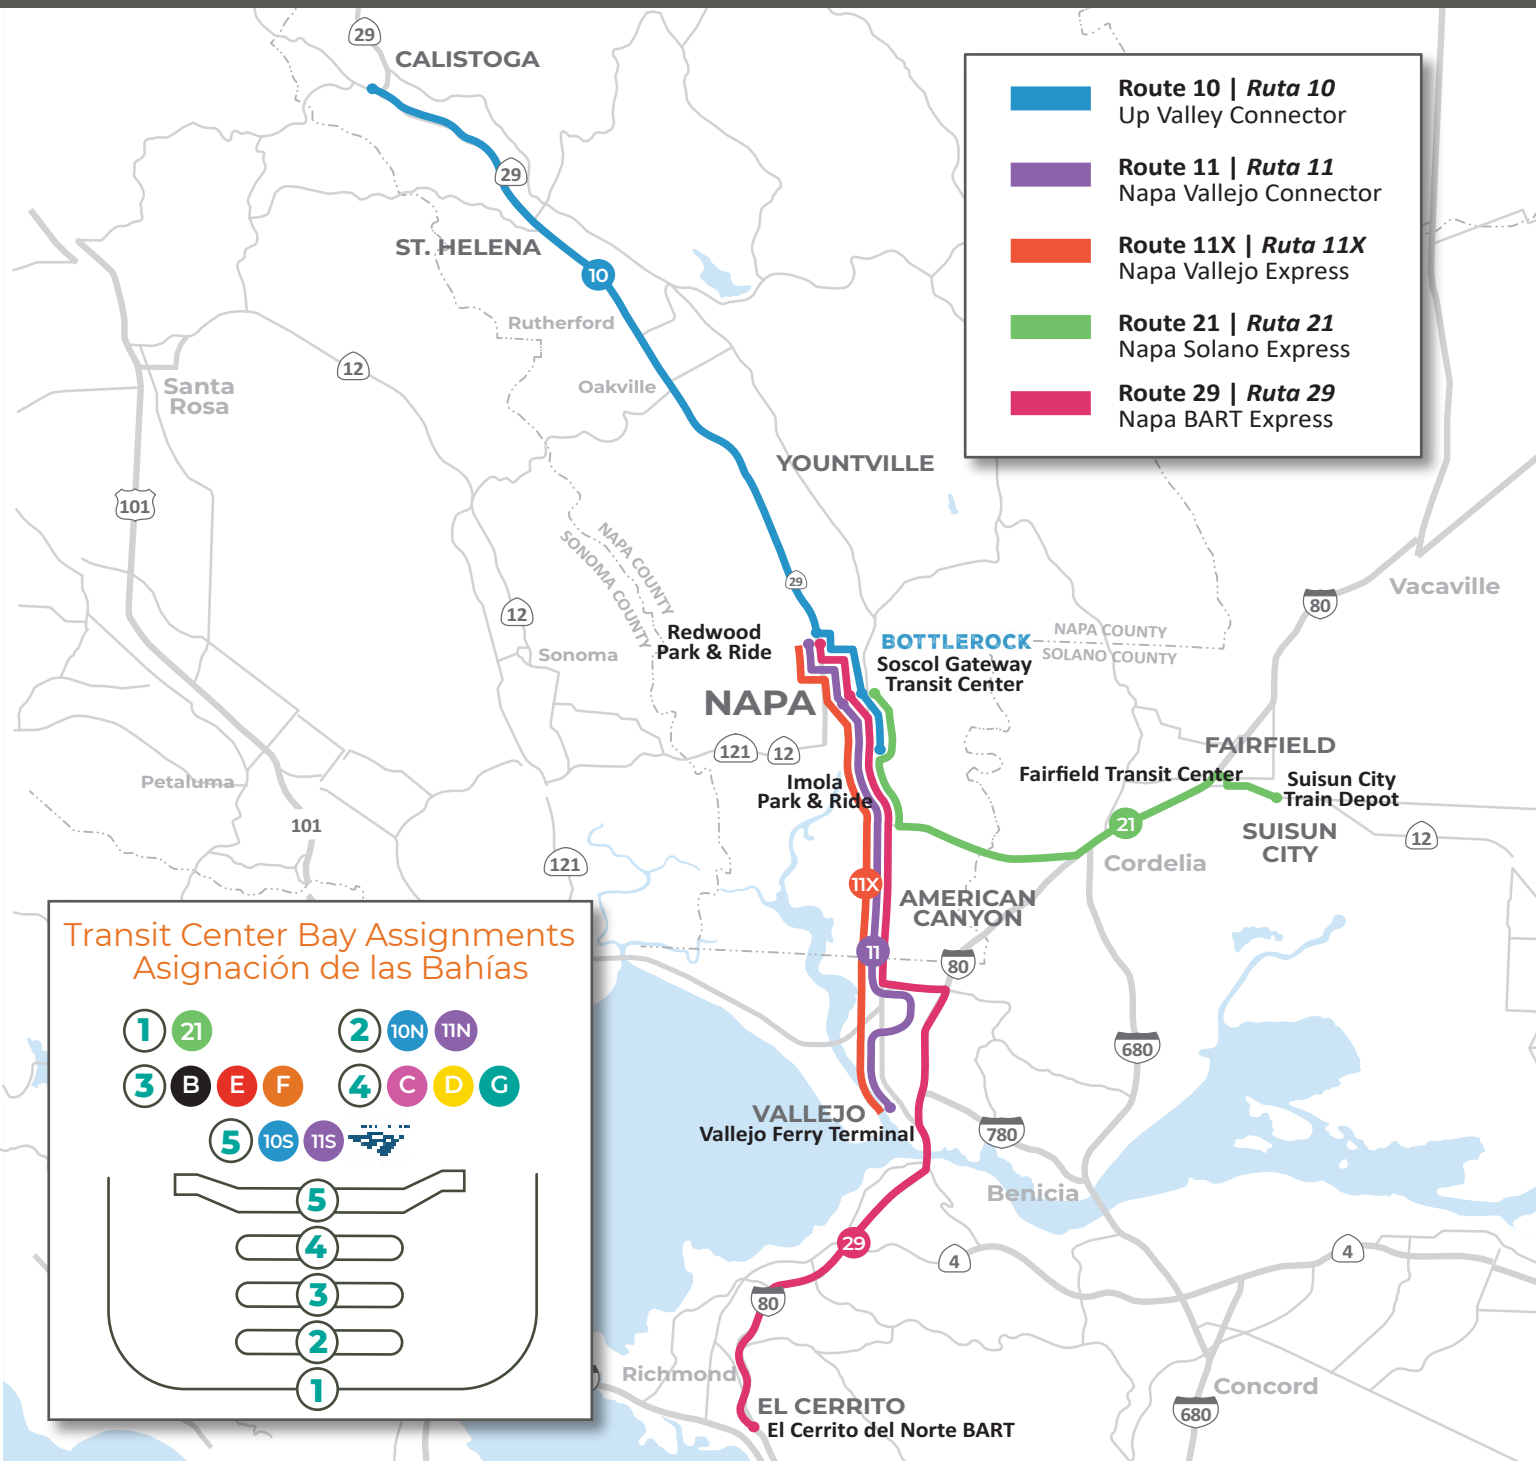 29
CALISTOGA
Route 10 | Ruta 10
Up Valley Connector
Route 11 | Ruta 11
Napa Vallejo Connector
Route 11X | Ruta 11X
Napa Vallejo Express
Route 21 | Ruta 21
Napa Solano Express
Route 29 | Ruta 29
Napa BART Express
29
ST. HELENA
10
Rutherford
12
Santa
Rosa
Oakville
YOUNTVILLE
101
NAPA COUNTY
SONOMA COUNTY
29
12
Sonoma
Vacaville
80
Redwood
Park & Ride
BOTTLEROCK
Soscol Gateway
Transit Center
NAPA COUNTY
SOLANO COUNTY
NAPA
121
12
Petaluma
101
121
Imola
Park & Ride
FAIRFIELD
Fairfield Transit Center
Suisun City
Train Depot
21
SUISUN
CITY
12
Cordelia
11X
AMERICAN
CANYON
11
80
680
VALLEJO
Vallejo Ferry Terminal
780
Benicia
29
4
4
80
Richmond
EL CERRITO
El Cerrito del Norte BART
Concord
680
Transit Center Bay Assignments
Asignación de las Bahías
1 21
2 10N 11N
3 B E F
4 C D G
5 10S 11S
5
4
3
2
1